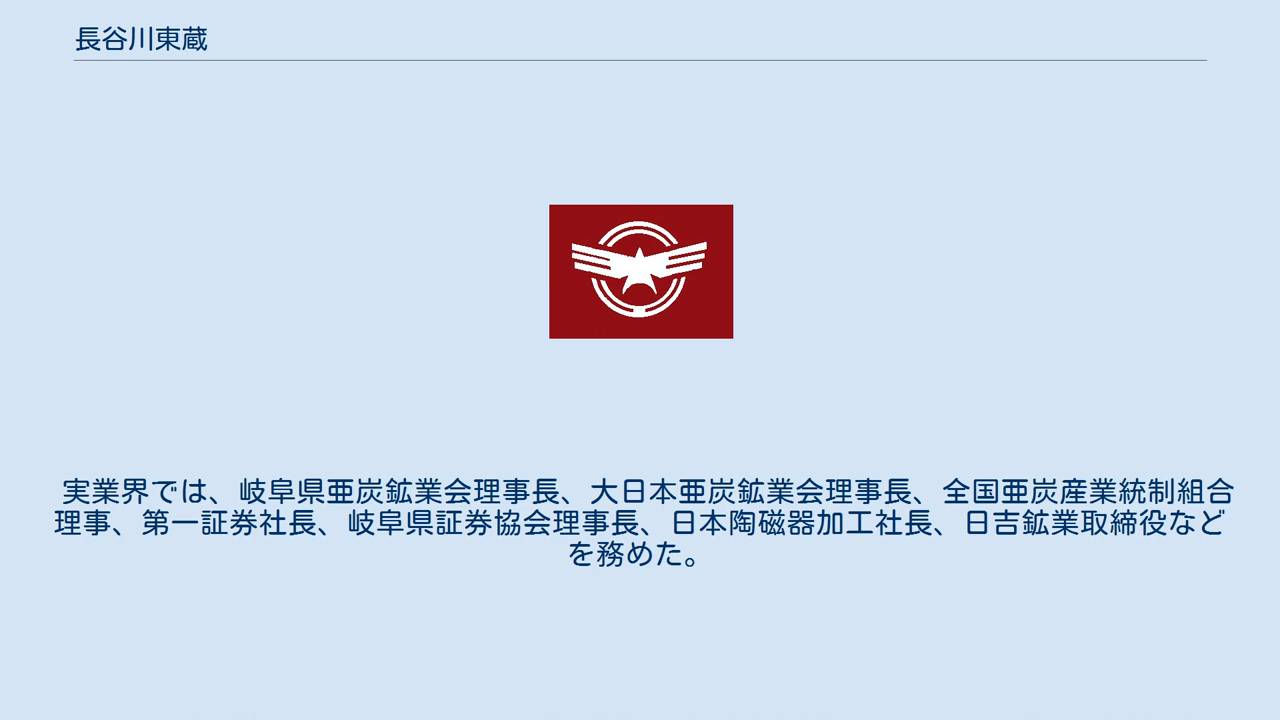 長谷川東蔵
実業界では、岐阜県亜炭鉱業会理事長、大日本亜炭鉱業会理事長、全国亜炭産業統制組合
理事、第一証券社長、岐阜県証券協会理事長、日本陶磁器加工社長、日吉鉱業取締役など
を務めた。